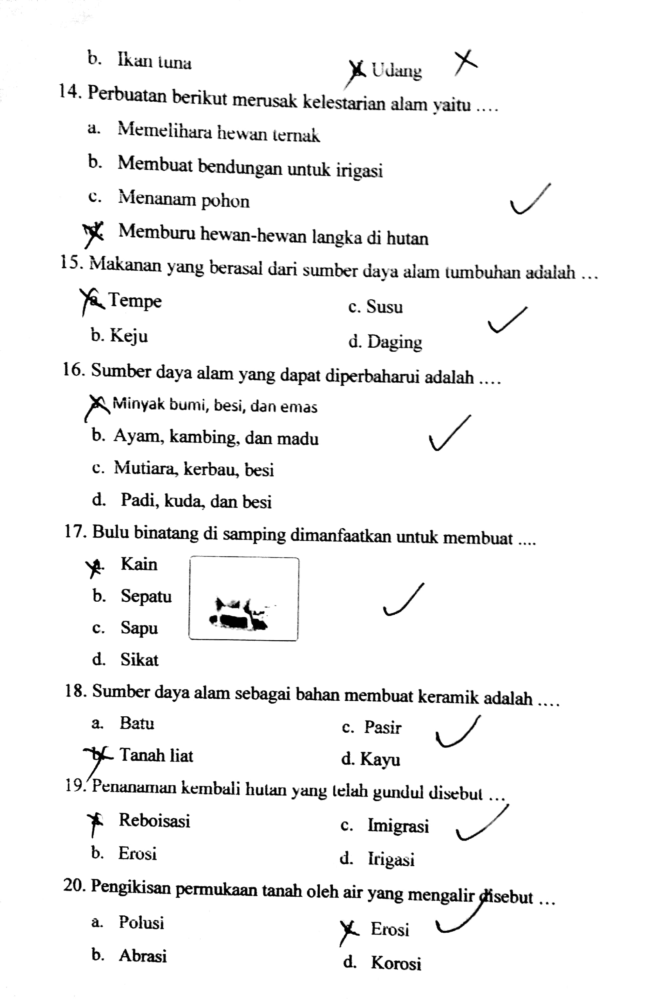 b. Ikan tuna
d. Udang
14. Perbuatan berikut merusak kelestarian alam yaitu ....
a. Memelihara hewan ternak
b. Membuat bendungan untuk irigasi
c. Menanam pohon
d. Memburu hewan-hewan langka di hutan
15. Makanan yang berasal dari sumber daya alam tumbuhan adalah ...
a. Tempe
c. Susu
b. Keju
d. Daging
16. Sumber daya alam yang dapat diperbaharui adalah ....
a. Minyak bumi, besi, dan emas
b. Ayam, kambing, dan madu
c. Mutiara, kerbau, besi
d. Padi, kuda, dan besi
17. Bulu binatang di samping dimanfaatkan untuk membuat ....
a. Kain
b. Sepatu
c. Sapu
d. Sikat
18. Sumber daya alam sebagai bahan membuat keramik adalah ....
a. Batu
c. Pasir
b. Tanah liat
d. Kayu
19. Penanaman kembali hutan yang telah gundul disebut ...
a. Reboisasi
c. Imigrasi
b. Erosi
d. Irigasi
20. Pengikisan permukaan tanah oleh air yang mengalir disebut ...
a. Polusi
c. Erosi
b. Abrasi
d. Korosi